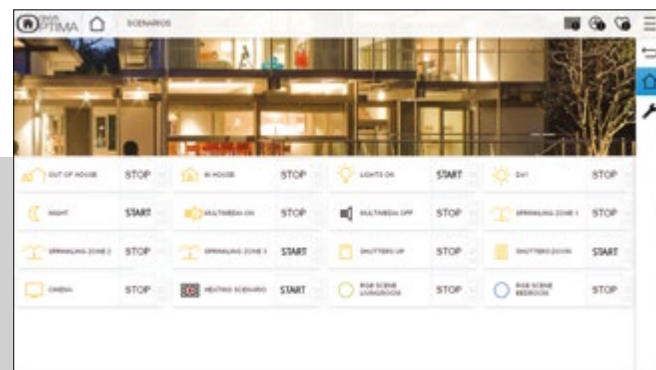 OPTIMA
SCENARIOS
OUT OF HOUSE STOP
IN HOUSE STOP
LIGHTS ON START
DAY STOP
NIGHT START
MULTIMEDIA ON STOP
MULTIMEDIA OFF STOP
SPRINKLING ZONE 1 STOP
SPRINKLING ZONE 2 STOP
SPRINKLING ZONE 3 START
SHUTTERS UP STOP
SHUTTERS DOWN START
CINEMA STOP
HEATING SCENARIO START
RGB SCENE
LIVINGROOM STOP
RGB SCENE
BEDROOM STOP